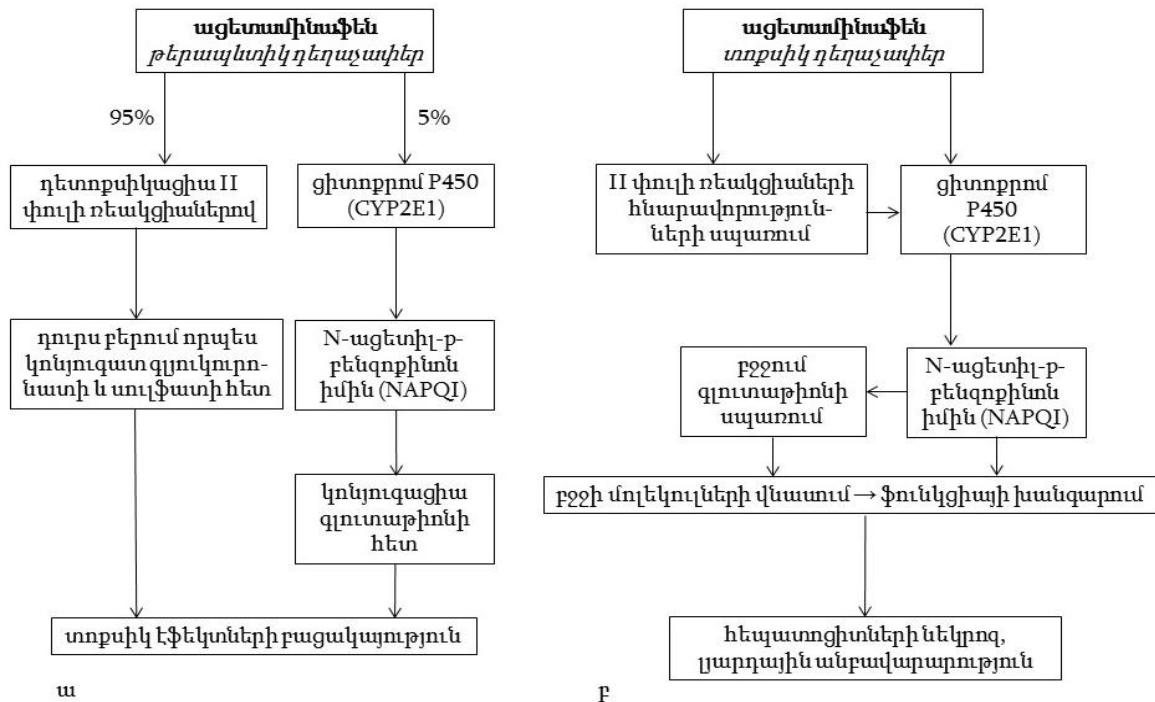 ացետամինաֆեն
թերապևտիկ դեղաչափեր
95%
5%
դետոքսիկացիա II
փուլի ռեակցիաներով
ցիտոքրոմ P450
(CYP2E1)
դուրս բերում որպես
կոնյուգատ գլյուկուրո-
նատի և սուլֆատի հետ
N-ացետիլ-p-
բենզոքինոն
իմին (NAPQI)
կոնյուգացիա
գլուտաթիոնի
հետ
տոքսիկ էֆեկտների բացակայություն
ա
ացետամինաֆեն
տոքսիկ դեղաչափեր
II փուլի ռեակցիաների
հնարավորություն-
ների սպառում
ցիտոքրոմ
P450
(CYP2E1)
բջջում
գլուտաթիոնի
սպառում
N-ացետիլ-p-
բենզոքինոն
իմին (NAPQI)
բջջի մոլեկուլների վնասում → ֆունկցիայի խանգարում
հեպատոցիտների նեկրոզ,
լյարդային անբավարարություն
բ